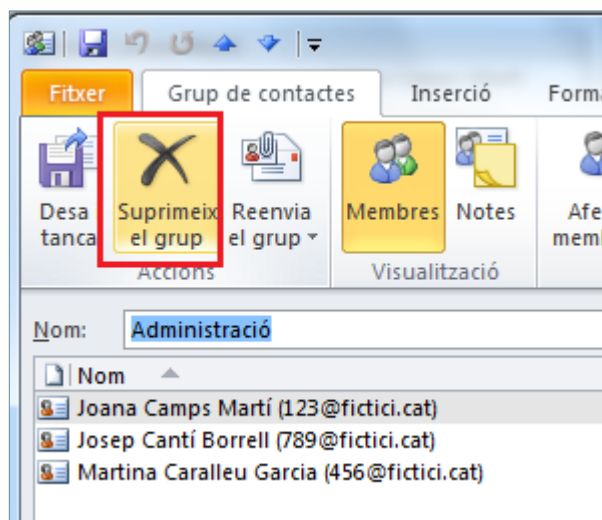 Fitxer Grup de contactes Inserció Forma
Desa Suprimeix Reenvia Membres Notes Afe
tanca el grup el grup memb
Accions Visualització
Nom: Administració
Nom
Joana Camps Martí (123@fictici.cat)
Josep Cantí Borrell (789@fictici.cat)
Martina Caralleu Garcia (456@fictici.cat)